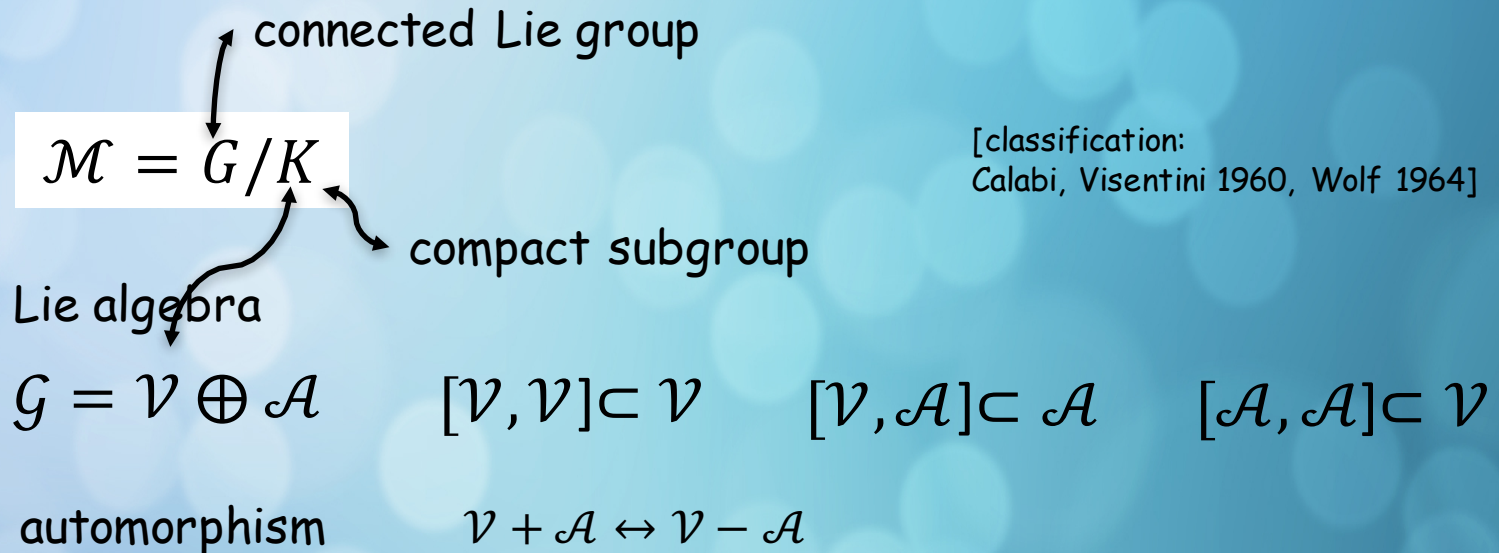 connected Lie group
ℳ = G/K
[classification:
Calabi, Visentini 1960, Wolf 1964]
compact subgroup
Lie algebra
𝒢 = 𝒱 ⊕ 𝒜 [𝒱, 𝒱]⊂ 𝒱 [𝒱, 𝒜]⊂ 𝒜 [𝒜, 𝒜]⊂ 𝒱
automorphism 𝒱 + 𝒜 ↔ 𝒱 − 𝒜